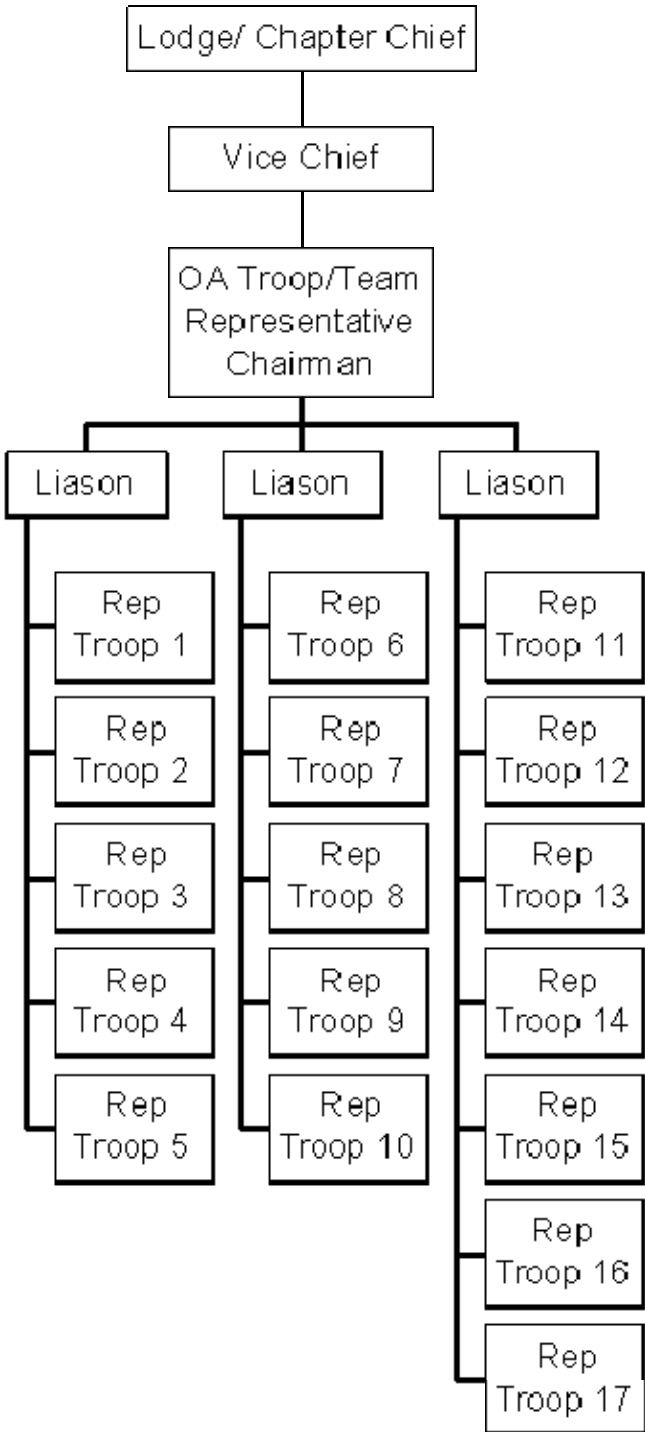 Lodge/ Chapter Chief
Vice Chief
OA Troop/Team
Representative
Chairman
Liason
Rep
Troop 1
Rep
Troop 2
Rep
Troop 3
Rep
Troop 4
Rep
Troop 5
Liason
Rep
Troop 6
Rep
Troop 7
Rep
Troop 8
Rep
Troop 9
Rep
Troop 10
Liason
Rep
Troop 11
Rep
Troop 12
Rep
Troop 13
Rep
Troop 14
Rep
Troop 15
Rep
Troop 16
Rep
Troop 17